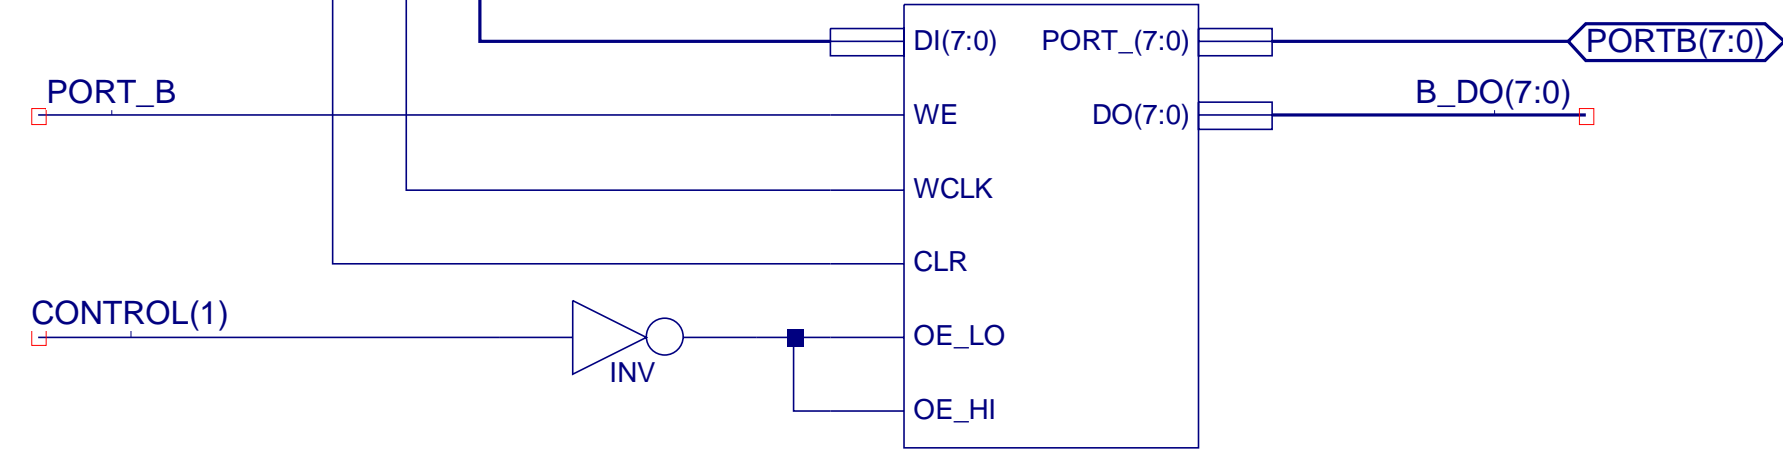 DI(7:0) PORT_(7:0) PORTB(7:0)
PORT_B B_DO(7:0)
WE DO(7:0)
WCLK
CLR
CONTROL(1)
OE_LO
INV
OE_HI